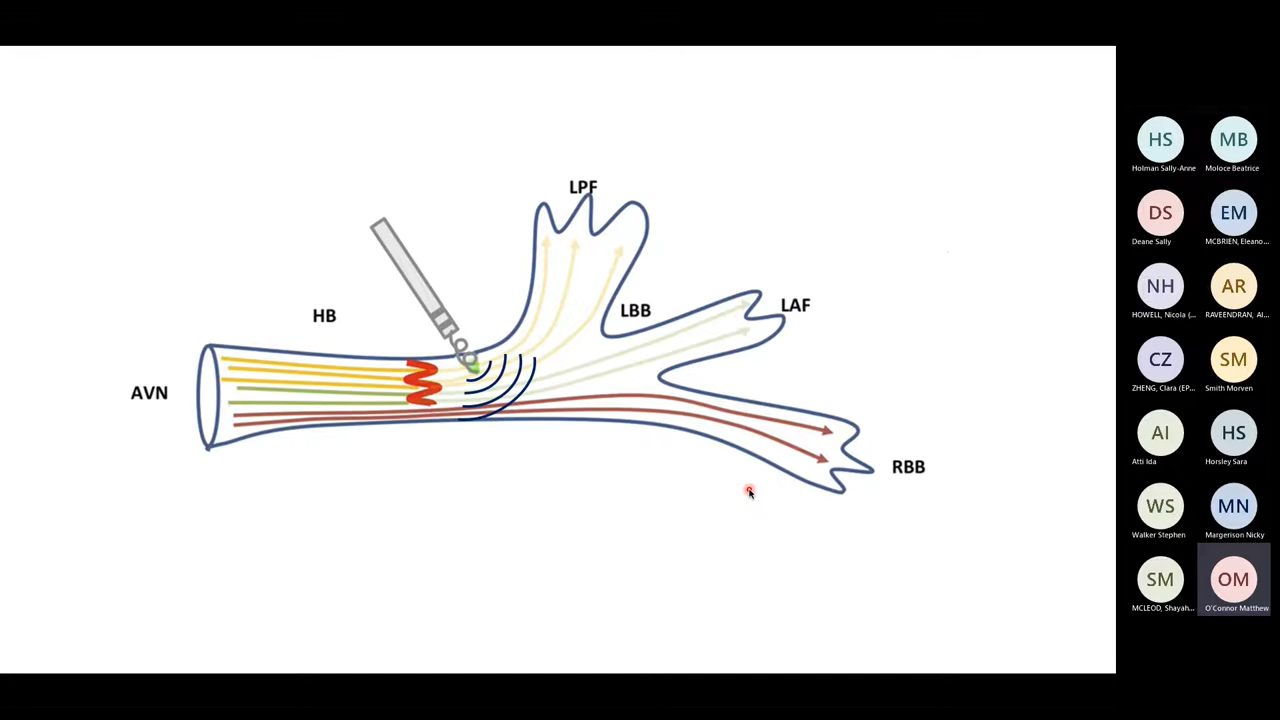 LPF
HB
LBB
LAF
AVN
RBB
HS
MB
Holman Sally-Anne
Moloce Beatrice
DS
EM
Deane Sally
MCBRIEN, Eleano...
NH
AR
HOWELL, Nicola (...
RAVEENDRAN, Al...
CZ
SM
ZHENG, Clara (EP...
Smith Morven
AI
HS
Atti Ida
Horsley Sara
WS
MN
Walker Stephen
Margerison Nicky
SM
OM
MCLEOD, Shayah...
O'Connor Matthew